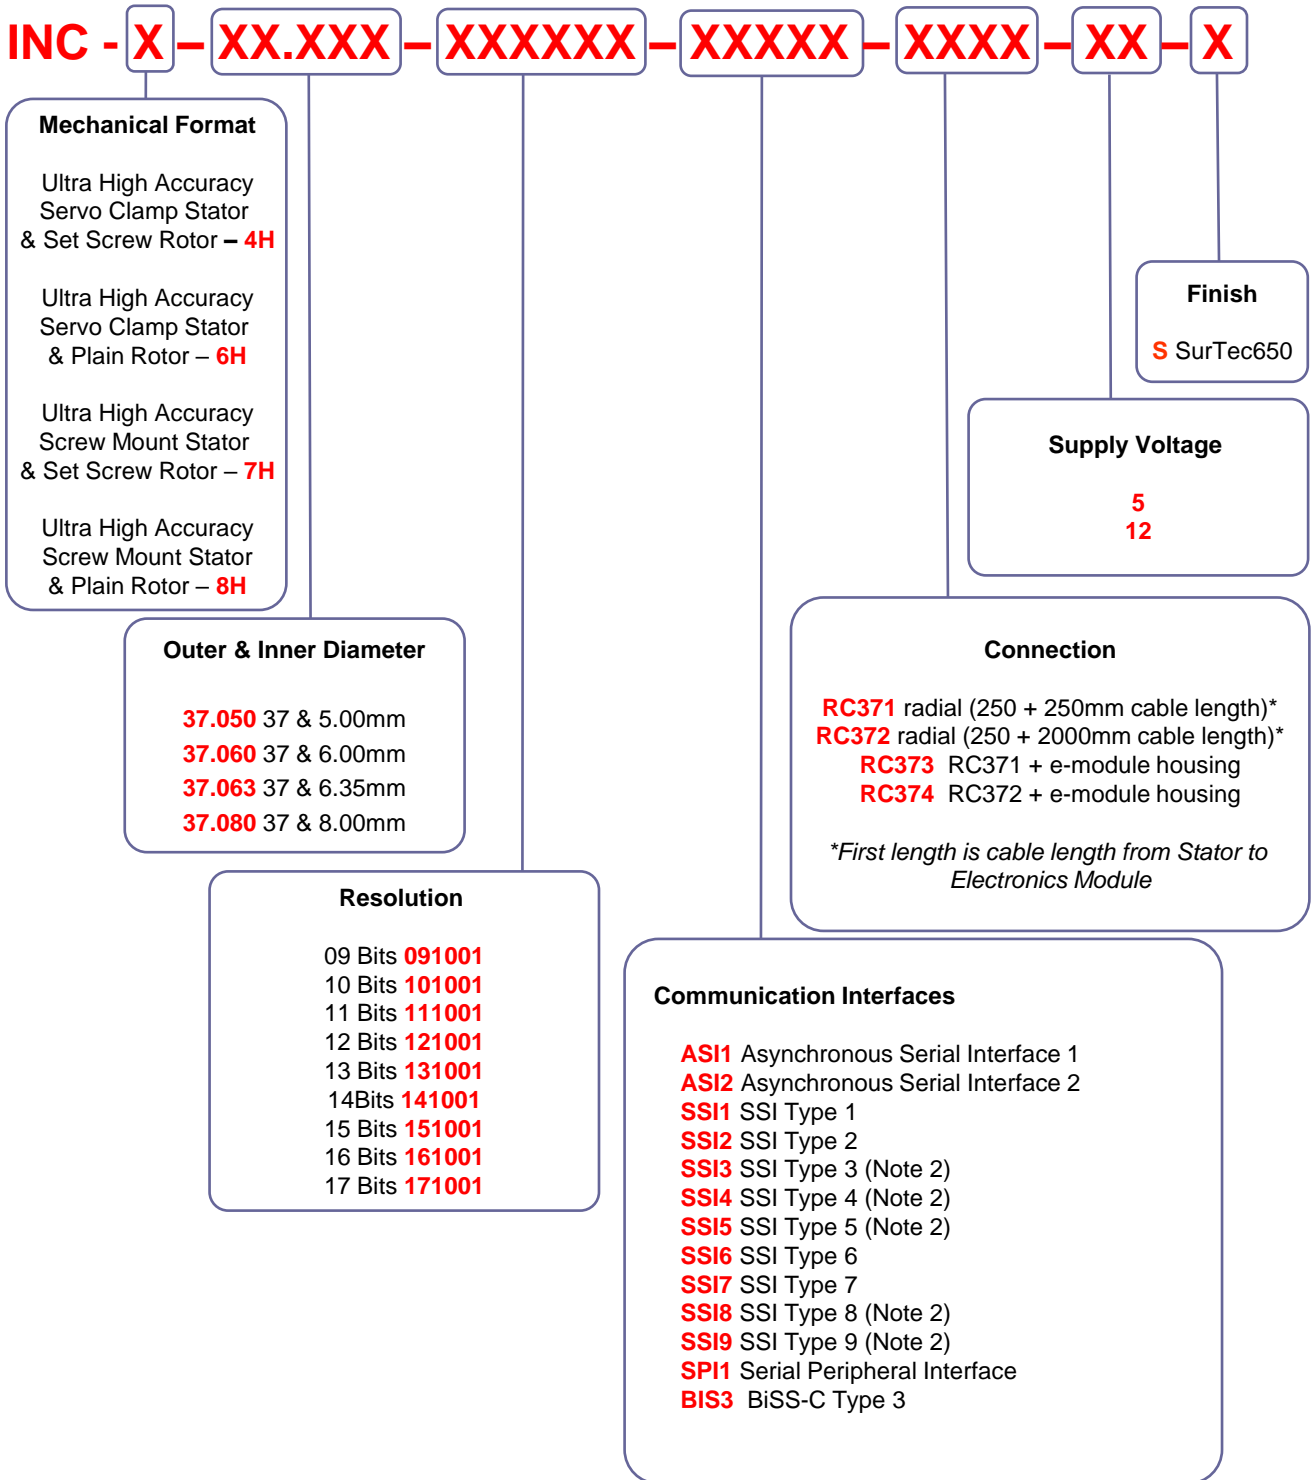 INC - X – XX.XXX – XXXXXX – XXXXX – XXXX – XX – X
Mechanical Format
Ultra High Accuracy
Servo Clamp Stator
& Set Screw Rotor – 4H
Ultra High Accuracy
Servo Clamp Stator
& Plain Rotor – 6H
Ultra High Accuracy
Screw Mount Stator
& Set Screw Rotor – 7H
Ultra High Accuracy
Screw Mount Stator
& Plain Rotor – 8H
Outer & Inner Diameter
37.050 37 & 5.00mm
37.060 37 & 6.00mm
37.063 37 & 6.35mm
37.080 37 & 8.00mm
Resolution
09 Bits 091001
10 Bits 101001
11 Bits 111001
12 Bits 121001
13 Bits 131001
14Bits 141001
15 Bits 151001
16 Bits 161001
17 Bits 171001
Communication Interfaces
ASI1 Asynchronous Serial Interface 1
ASI2 Asynchronous Serial Interface 2
SSI1 SSI Type 1
SSI2 SSI Type 2
SSI3 SSI Type 3 (Note 2)
SSI4 SSI Type 4 (Note 2)
SSI5 SSI Type 5 (Note 2)
SSI6 SSI Type 6
SSI7 SSI Type 7
SSI8 SSI Type 8 (Note 2)
SSI9 SSI Type 9 (Note 2)
SPI1 Serial Peripheral Interface
BIS3 BiSS-C Type 3
Connection
RC371 radial (250 + 250mm cable length)*
RC372 radial (250 + 2000mm cable length)*
RC373 RC371 + e-module housing
RC374 RC372 + e-module housing
*First length is cable length from Stator to
Electronics Module
Supply Voltage
5
12
Finish
S SurTec650